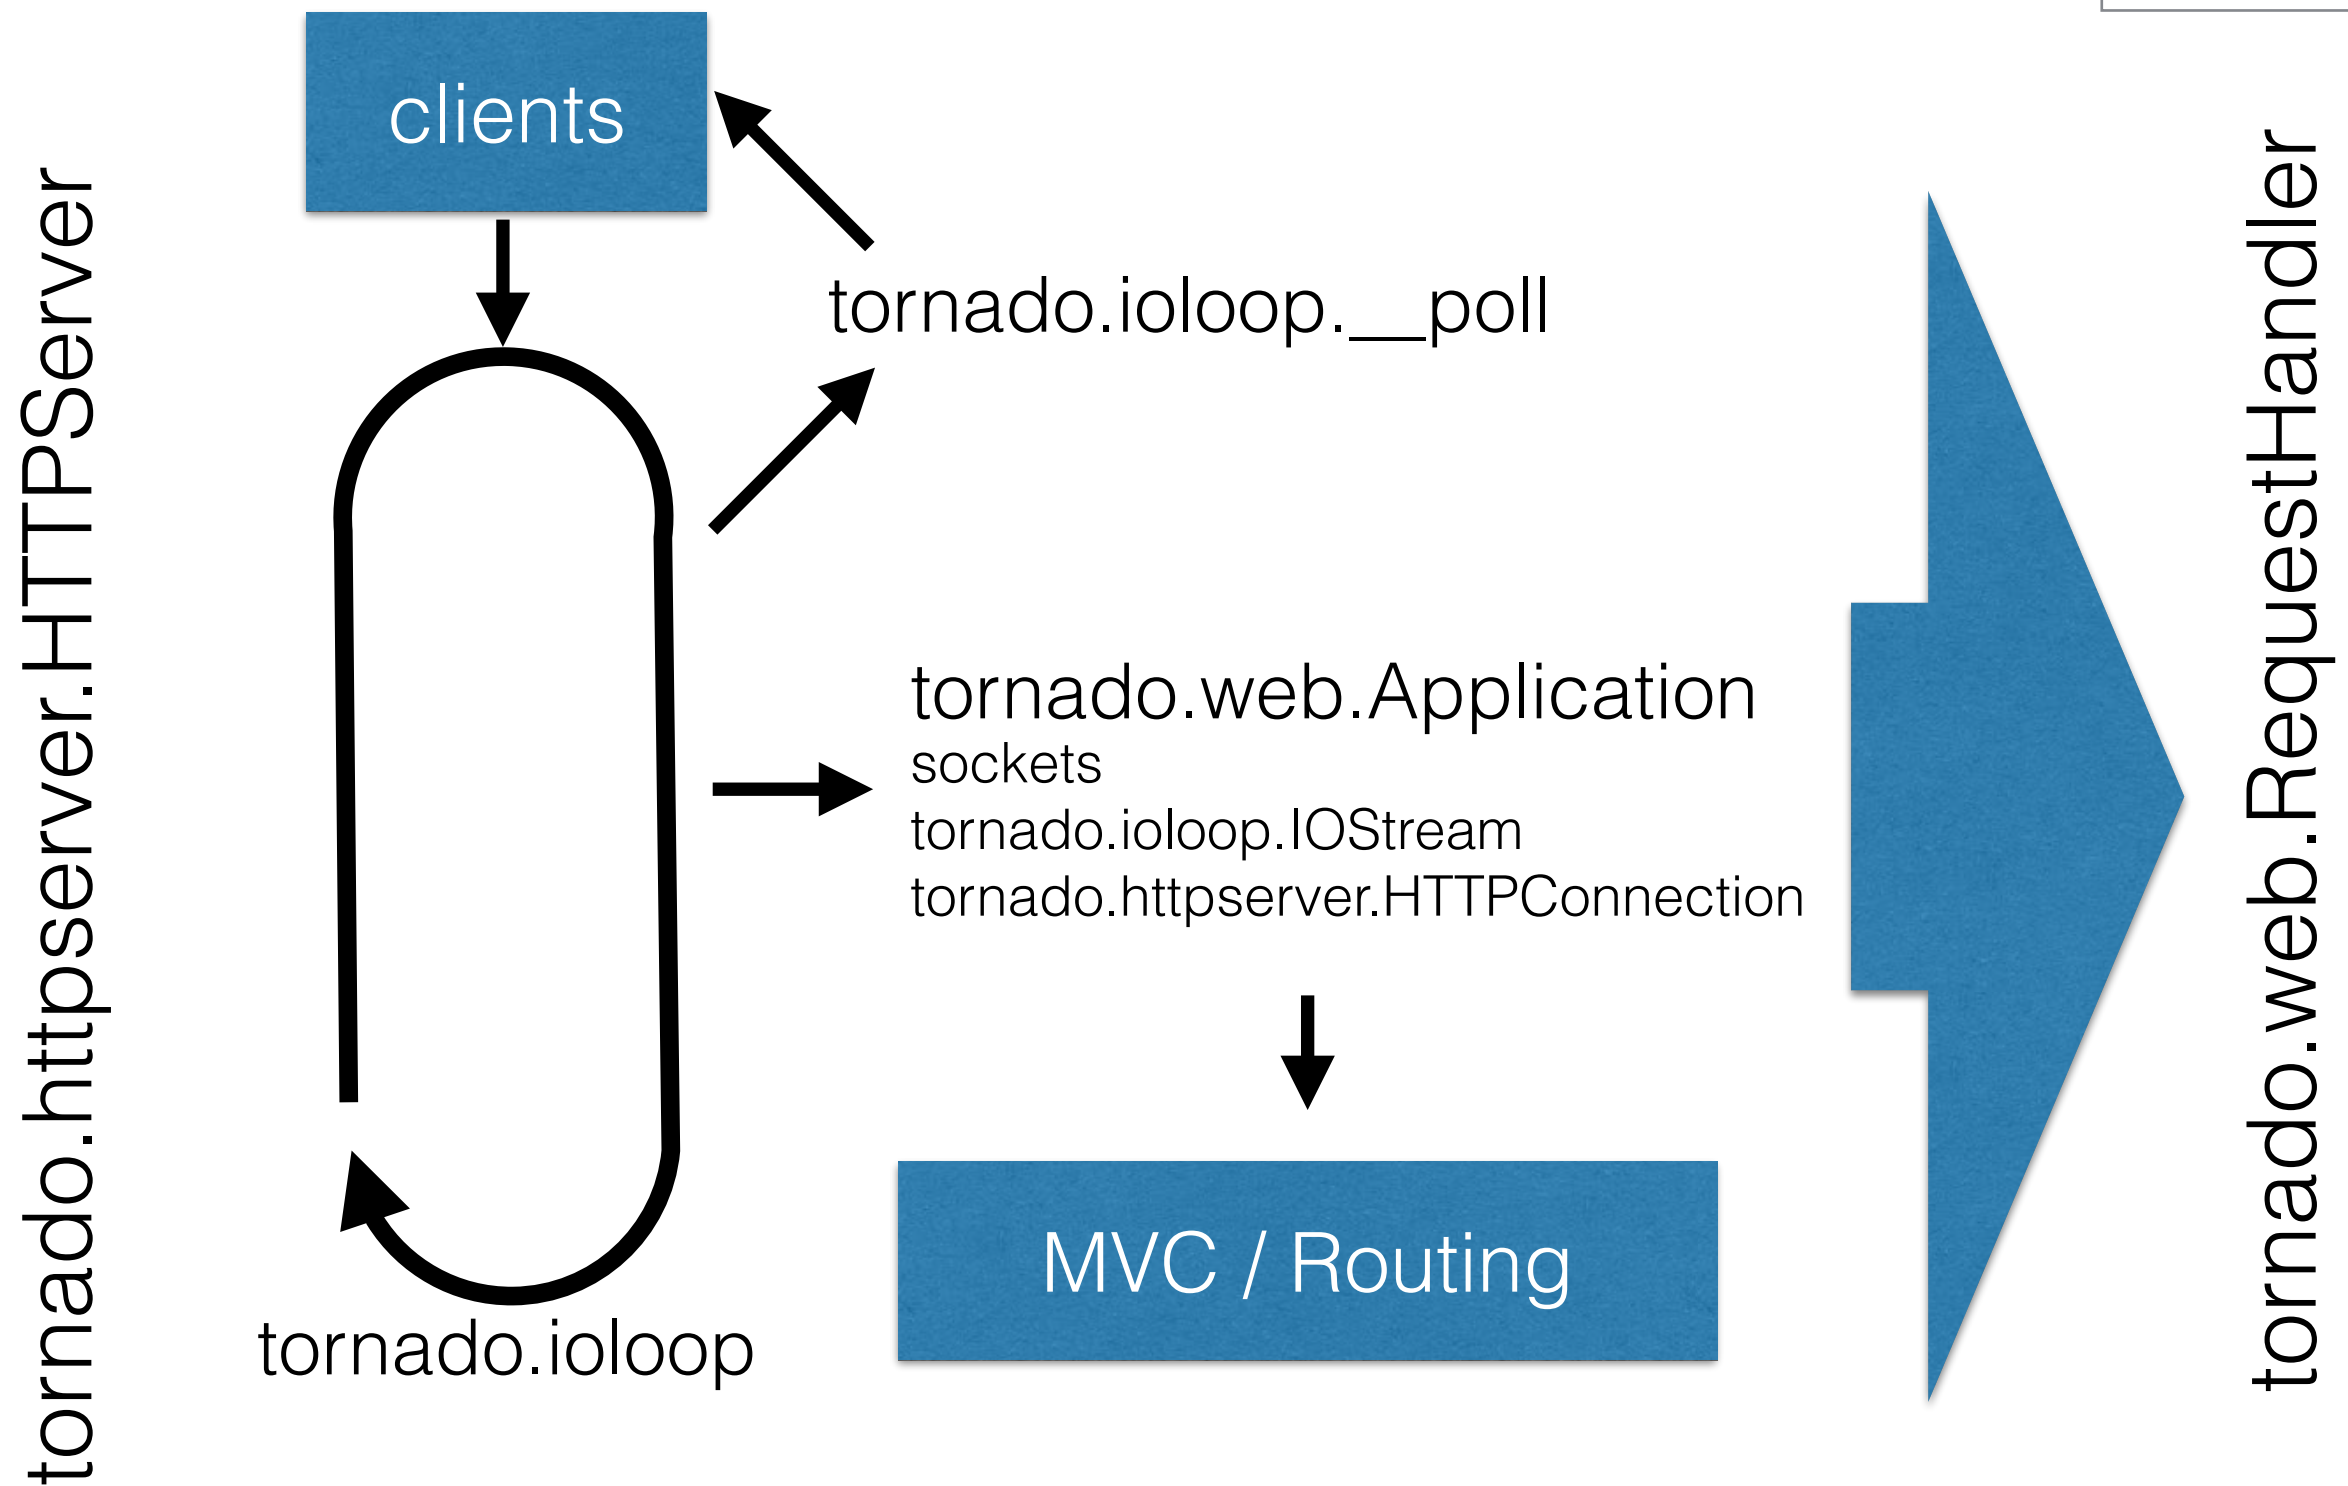 tornado.httpserver.HTTPServer
clients
tornado.ioloop.__poll
tornado.web.Application
sockets
tornado.ioloop.IOStream
tornado.httpserver.HTTPConnection
MVC / Routing
tornado.ioloop
tornado.web.RequestHandler